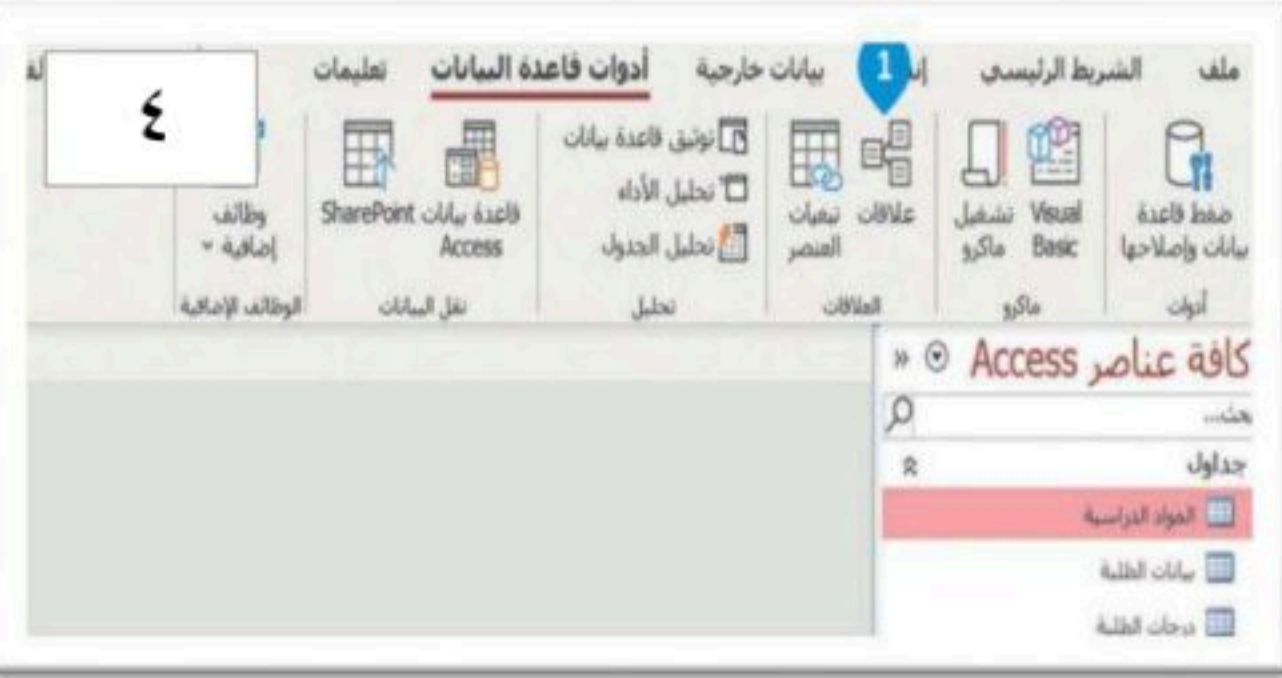 ملف الشريط الرئيسي إن 1 بيانات خارجية أدوات قاعدة البيانات تعليمات
٤
ضغط قاعدة بيانات وإصلاحها
Visual Basic
تشغيل ماكرو
علاقات
تبعيات العنصر
توثيق قاعدة بيانات
تحليل الأداء
تحليل الجدول
قاعدة بيانات Access
SharePoint
وظائف إضافية
أدوات ماكرو العلاقات تحليل نقل البيانات الوظائف الإضافية
كافة عناصر Access
بحث...
جداول
المواد الدراسية
بيانات الطلبة
درجات الطلبة